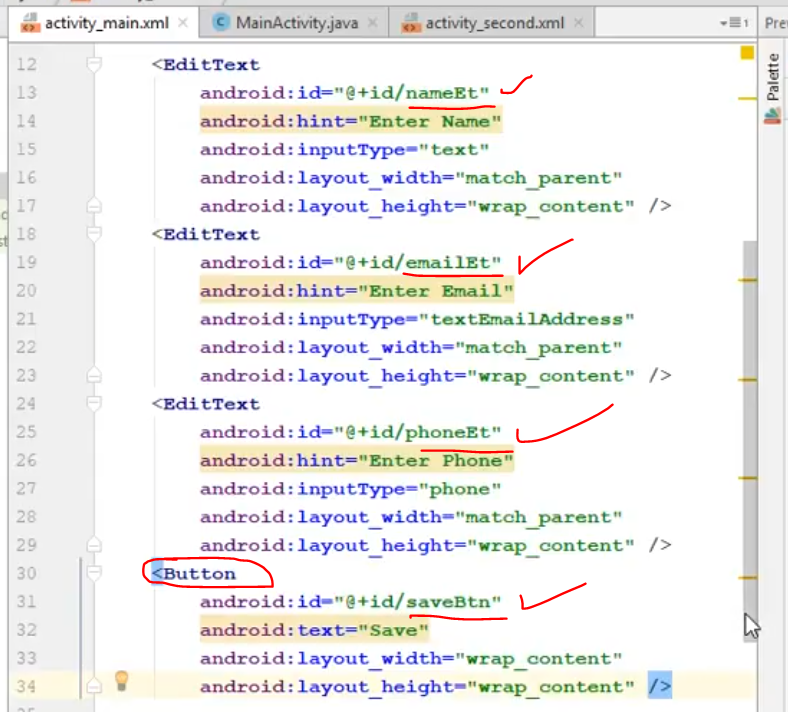 activity_main.xml × MainActivity.java × activity_second.xml ×
12 <EditText
13 android:id="@+id/nameEt"
14 android:hint="Enter Name"
15 android:inputType="text"
16 android:layout_width="match_parent"
17 android:layout_height="wrap_content" />
18 <EditText
19 android:id="@+id/emailEt"
20 android:hint="Enter Email"
21 android:inputType="textEmailAddress"
22 android:layout_width="match_parent"
23 android:layout_height="wrap_content" />
24 <EditText
25 android:id="@+id/phoneEt"
26 android:hint="Enter Phone"
27 android:inputType="phone"
28 android:layout_width="match_parent"
29 android:layout_height="wrap_content" />
30 <Button
31 android:id="@+id/saveBtn"
32 android:text="Save"
33 android:layout_width="wrap_content"
34 android:layout_height="wrap_content" />
Palette